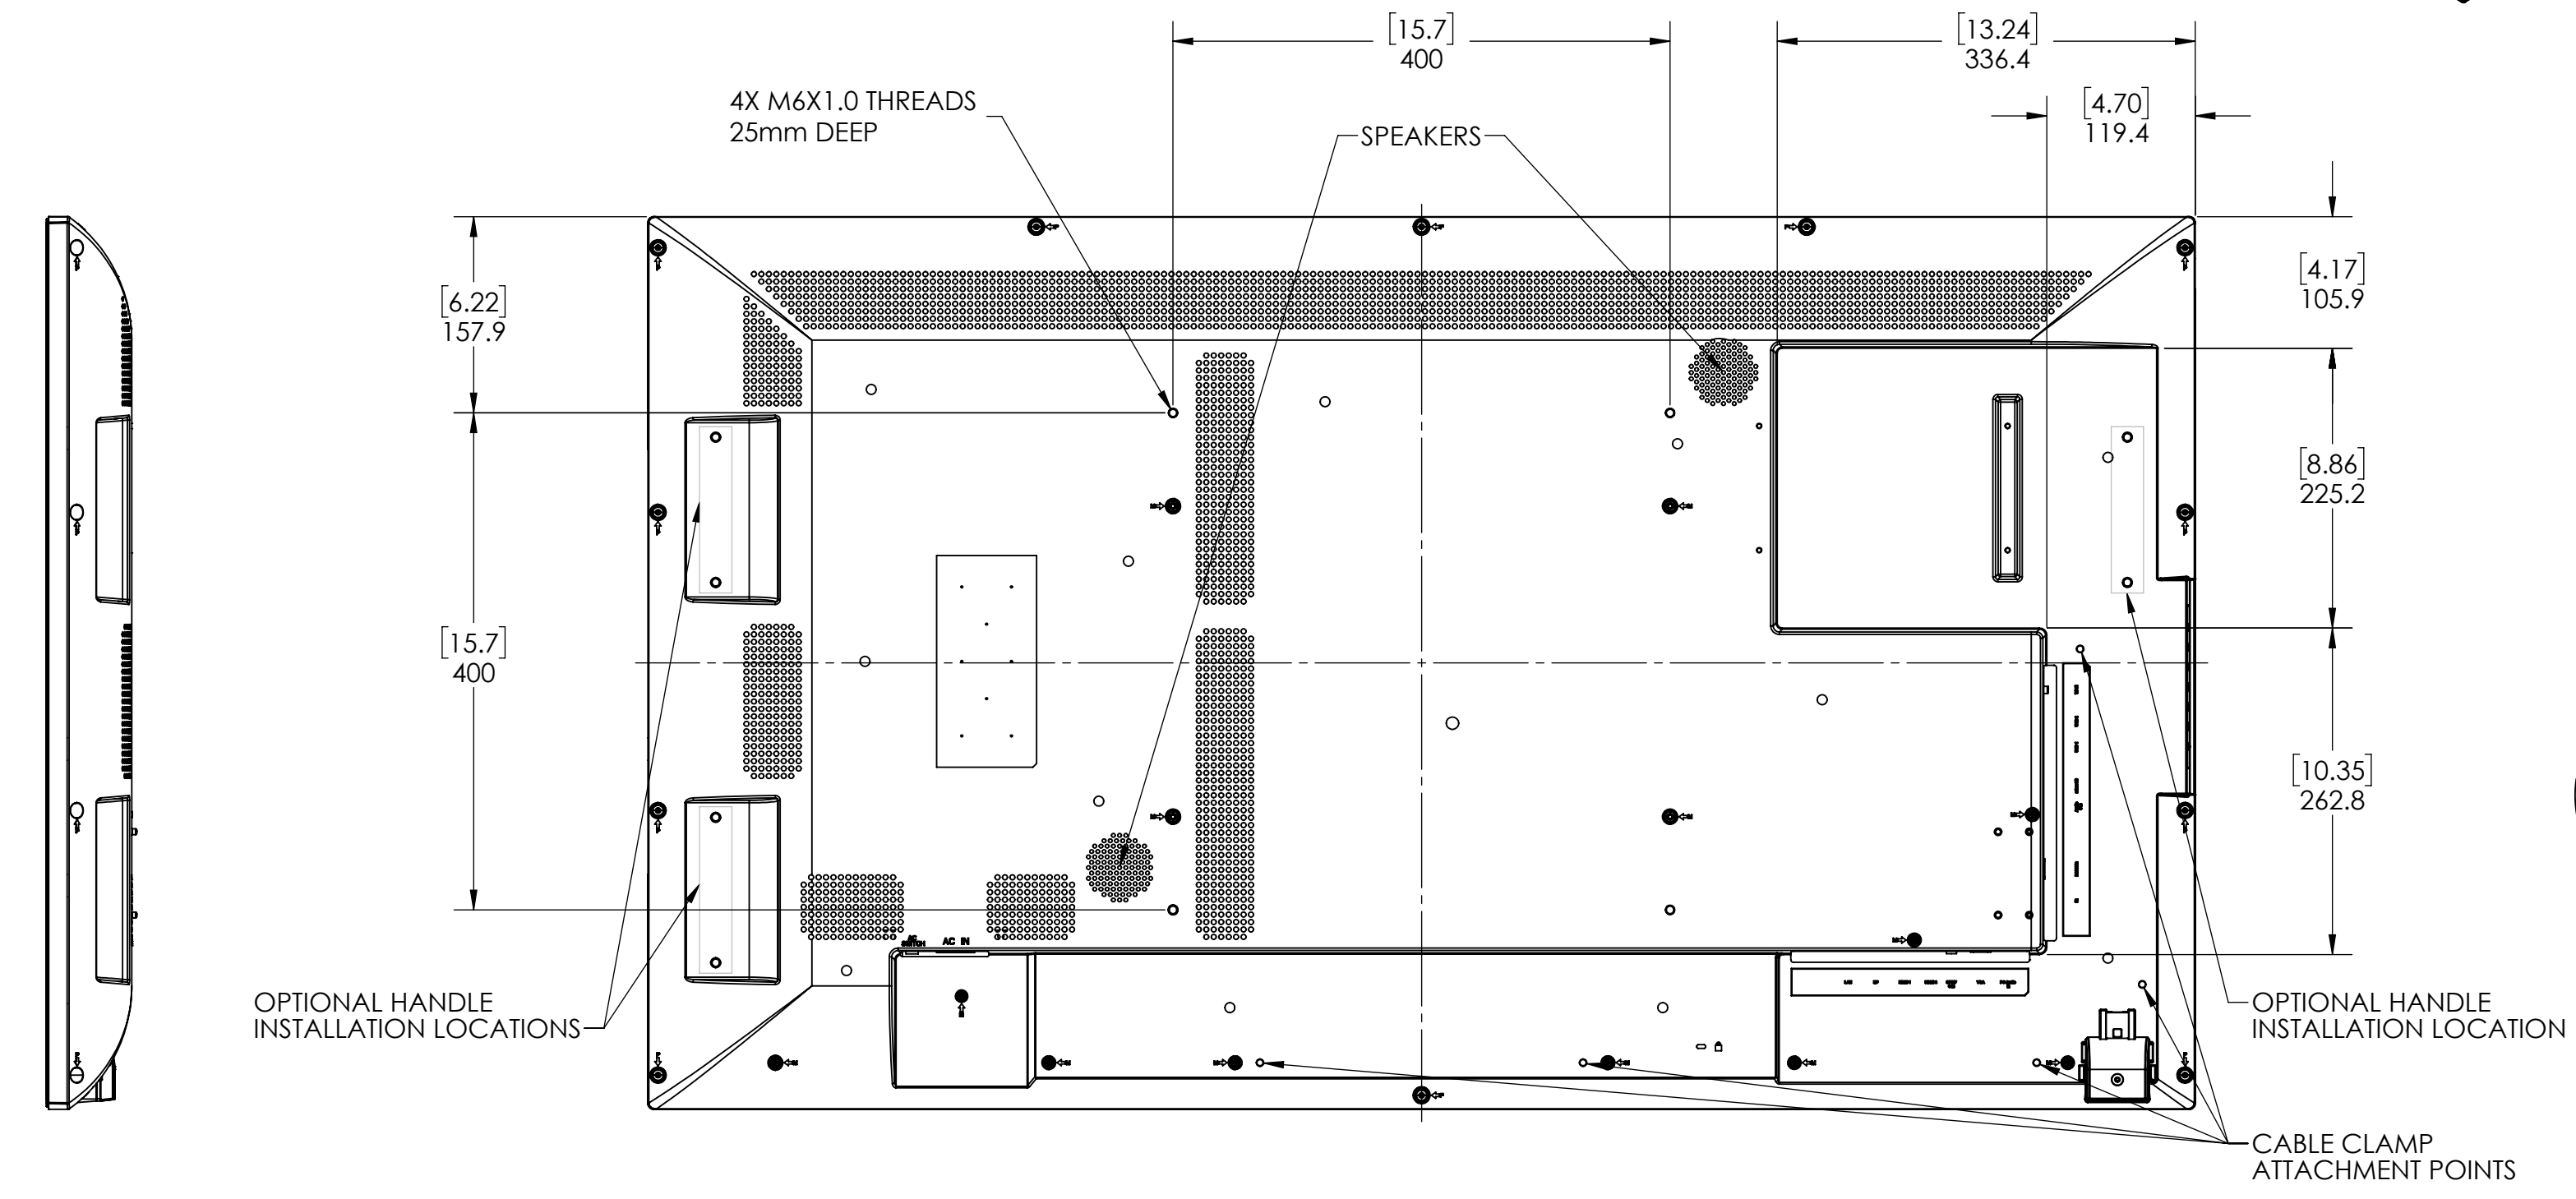 [15.7]
400
[13.24]
336.4
[4.70]
119.4
4X M6X1.0 THREADS
25mm DEEP
SPEAKERS
[6.22]
157.9
[4.17]
105.9
[8.86]
225.2
[15.7]
400
[10.35]
262.8
AC
SWITCH
AC IN
OPTIONAL HANDLE
INSTALLATION LOCATIONS
OPTIONAL HANDLE
INSTALLATION LOCATION
CABLE CLAMP
ATTACHMENT POINTS